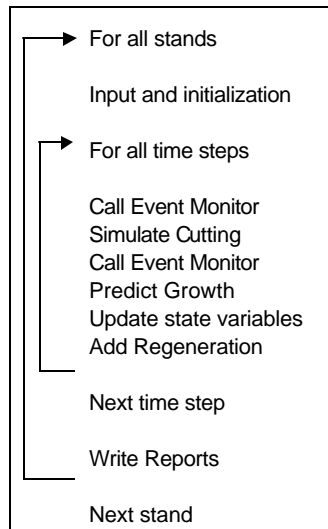 For all stands
Input and initialization
For all time steps
Call Event Monitor
Simulate Cutting
Call Event Monitor
Predict Growth
Update state variables
Add Regeneration
Next time step
Write Reports
Next stand